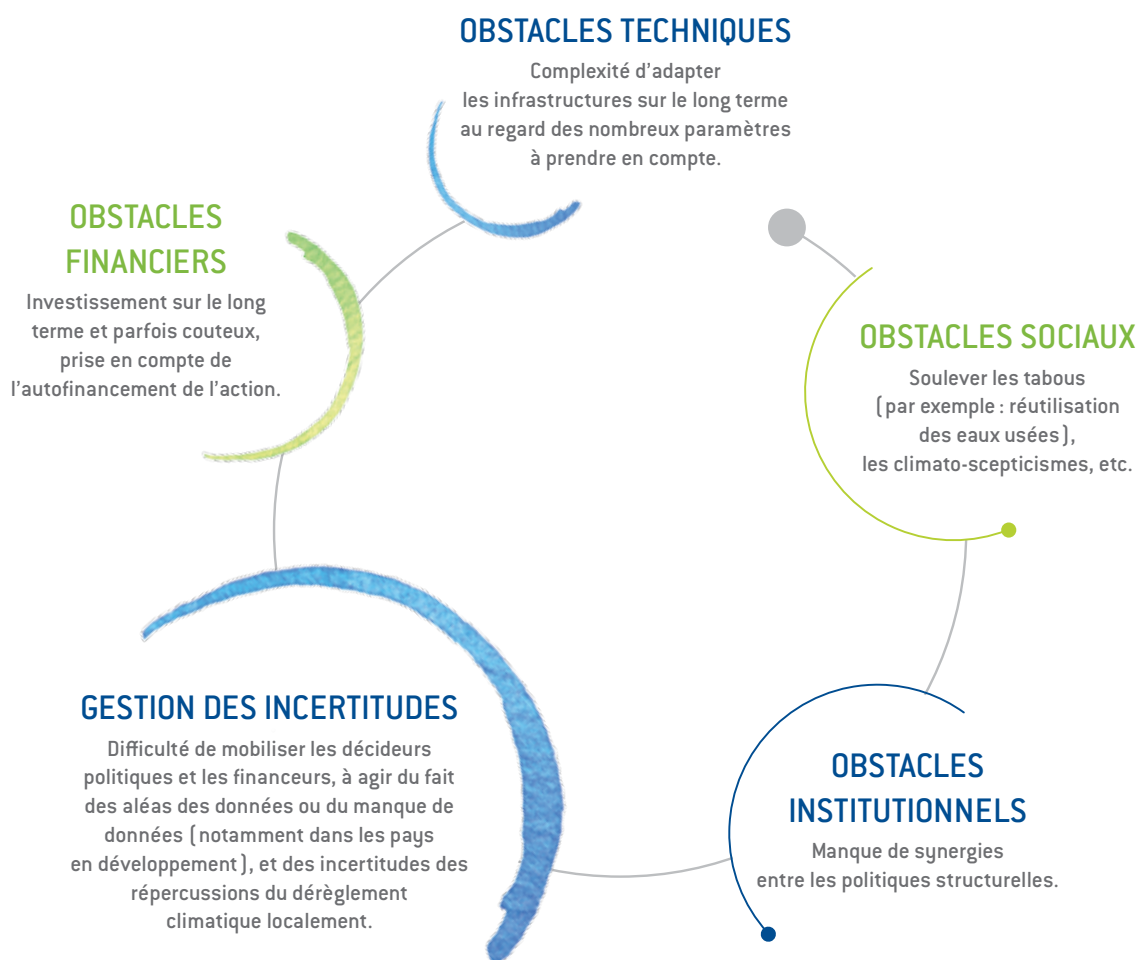 OBSTACLES TECHNIQUES
Complexité d’adapter
les infrastructures sur le long terme
au regard des nombreux paramètres
à prendre en compte.
OBSTACLES
FINANCIERS
Investissement sur le long
terme et parfois couteux,
prise en compte de
l’autofinancement de l’action.
OBSTACLES SOCIAUX
Soulever les tabous
(par exemple : réutilisation
des eaux usées),
les climato-scepticismes, etc.
GESTION DES INCERTITUDES
Difficulté de mobiliser les décideurs
politiques et les financeurs, à agir du fait
des aléas des données ou du manque de
données (notamment dans les pays
en développement), et des incertitudes des
répercussions du dérèglement
climatique localement.
OBSTACLES
INSTITUTIONNELS
Manque de synergies
entre les politiques structurelles.